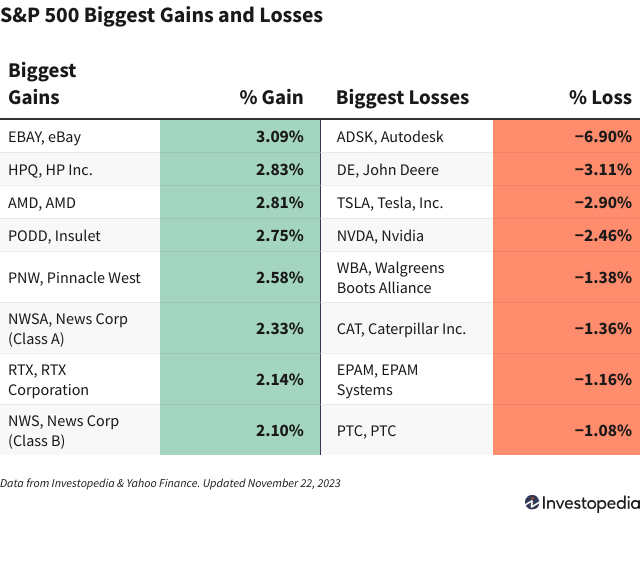 S&P 500 Biggest Gains and Losses
Biggest
Gains % Gain Biggest Losses % Loss
EBAY, eBay 3.09% ADSK, Autodesk −6.90%
HPQ, HP Inc. 2.83% DE, John Deere −3.11%
AMD, AMD 2.81% TSLA, Tesla, Inc. −2.90%
PODD, Insulet 2.75% NVDA, Nvidia −2.46%
PNW, Pinnacle West 2.58% WBA, Walgreens
Boots Alliance −1.38%
NWSA, News Corp
(Class A) 2.33% CAT, Caterpillar Inc. −1.36%
RTX, RTX
Corporation 2.14% EPAM, EPAM
Systems −1.16%
NWS, News Corp
(Class B) 2.10% PTC, PTC −1.08%
Data from Investopedia & Yahoo Finance. Updated November 22, 2023
Investopedia